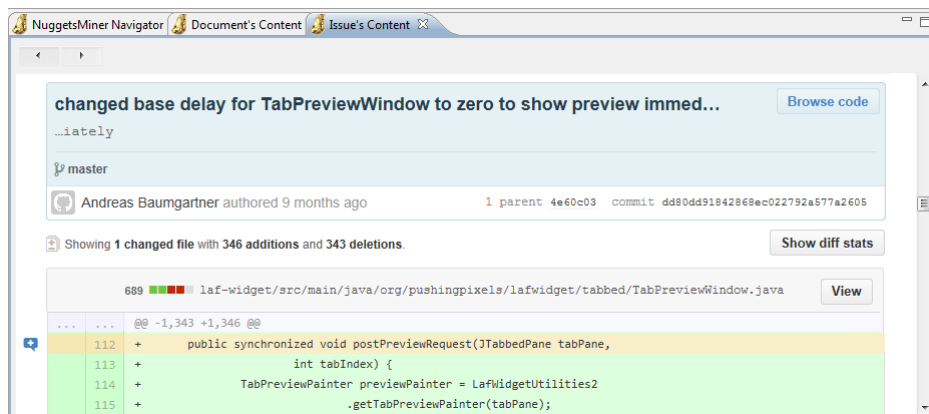 NuggetsMiner Navigator Document's Content Issue's Content
changed base delay for TabPreviewWindow to zero to show preview immed… Browse code
…iately
master
Andreas Baumgartner authored 9 months ago 1 parent 4e60c03 commit dd80dd91842868ec022792a577a2605
Showing 1 changed file with 346 additions and 343 deletions. Show diff stats
689 laf-widget/src/main/java/org/pushingpixels/lafwidget/tabbed/TabPreviewWindow.java View
... ... @@ -1,343 +1,346 @@
112 + public synchronized void postPreviewRequest(JTabbedPane tabPane,
113 + int tabIndex) {
114 + TabPreviewPainter previewPainter = LafWidgetUtilities2
115 + .getTabPreviewPainter(tabPane);